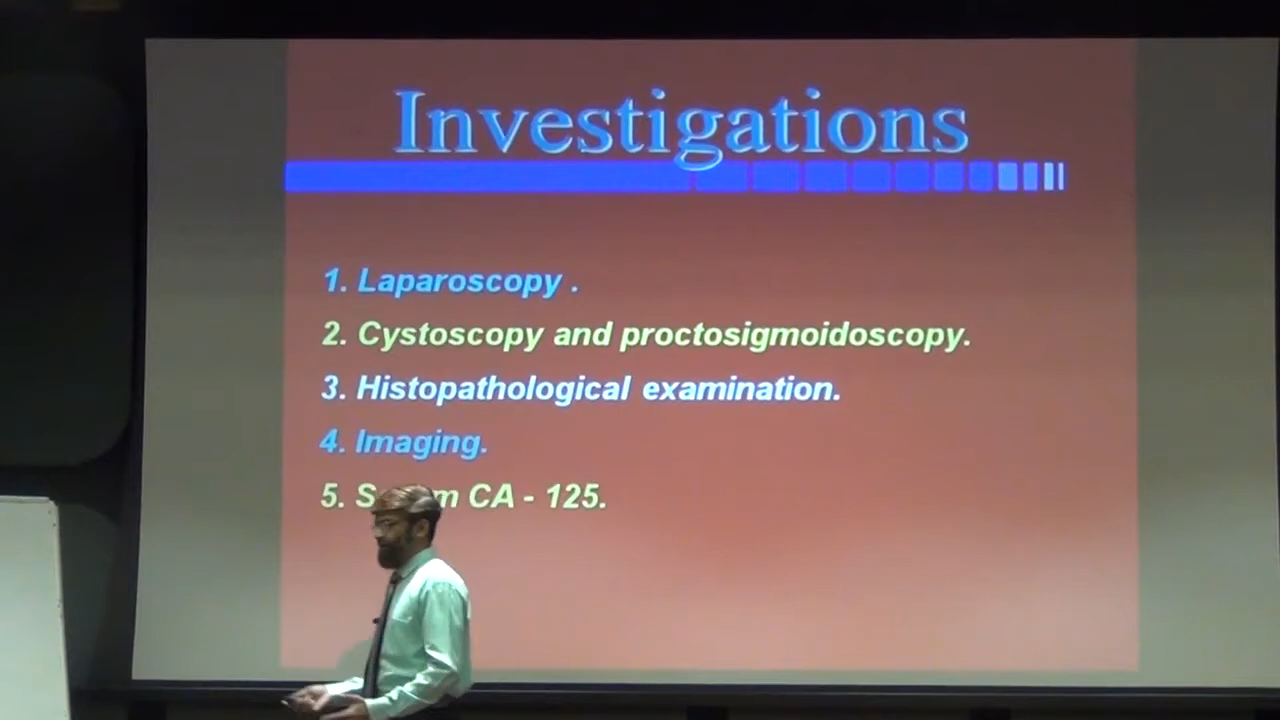 Investigations
1. Laparoscopy .
2. Cystoscopy and proctosigmoidoscopy.
3. Histopathological examination.
4. Imaging.
5. CA - 125.